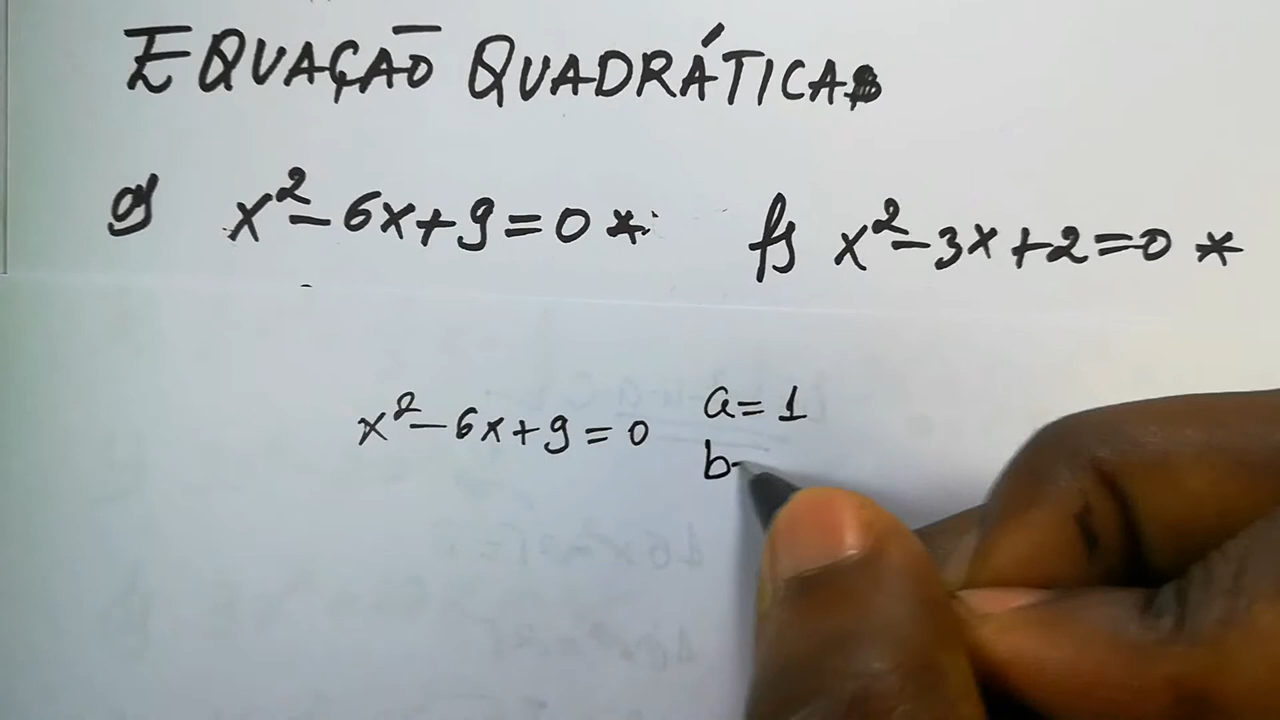 EQUAÇÃO QUADRÁTICAS
e) x²-6x+9=0 *
f) x²-3x+2=0 *
x²-6x+9=0
a=1
b-